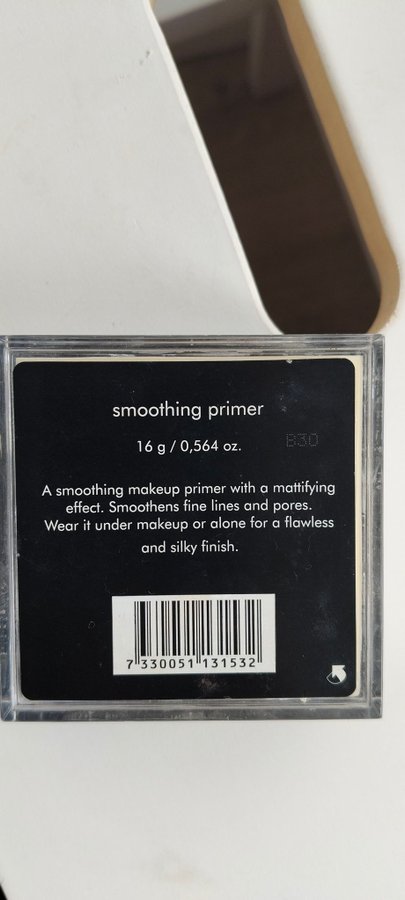 smoothing primer
16 g / 0,564 oz.
830
A smoothing makeup primer with a mattifying
effect. Smoothens fine lines and pores.
Wear it under makeup or alone for a flawless
and silky finish.
7 330051 131532